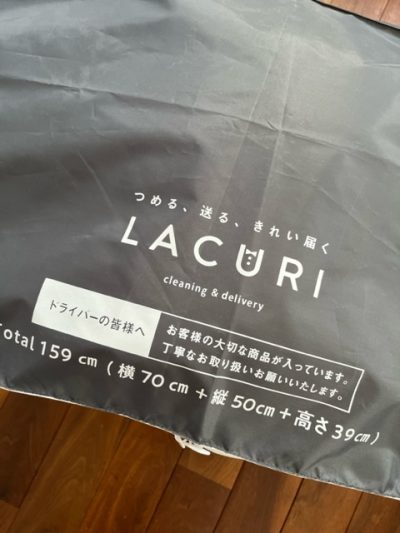 つめる、送る、きれい届く
LACURI
cleaning & delivery
ドライバーの皆様へ
お客様の大切な商品が入っています。
丁寧なお取り扱いお願いいたします。
Total 159 cm ( 横 70 cm + 縦 50cm + 高さ 39cm )